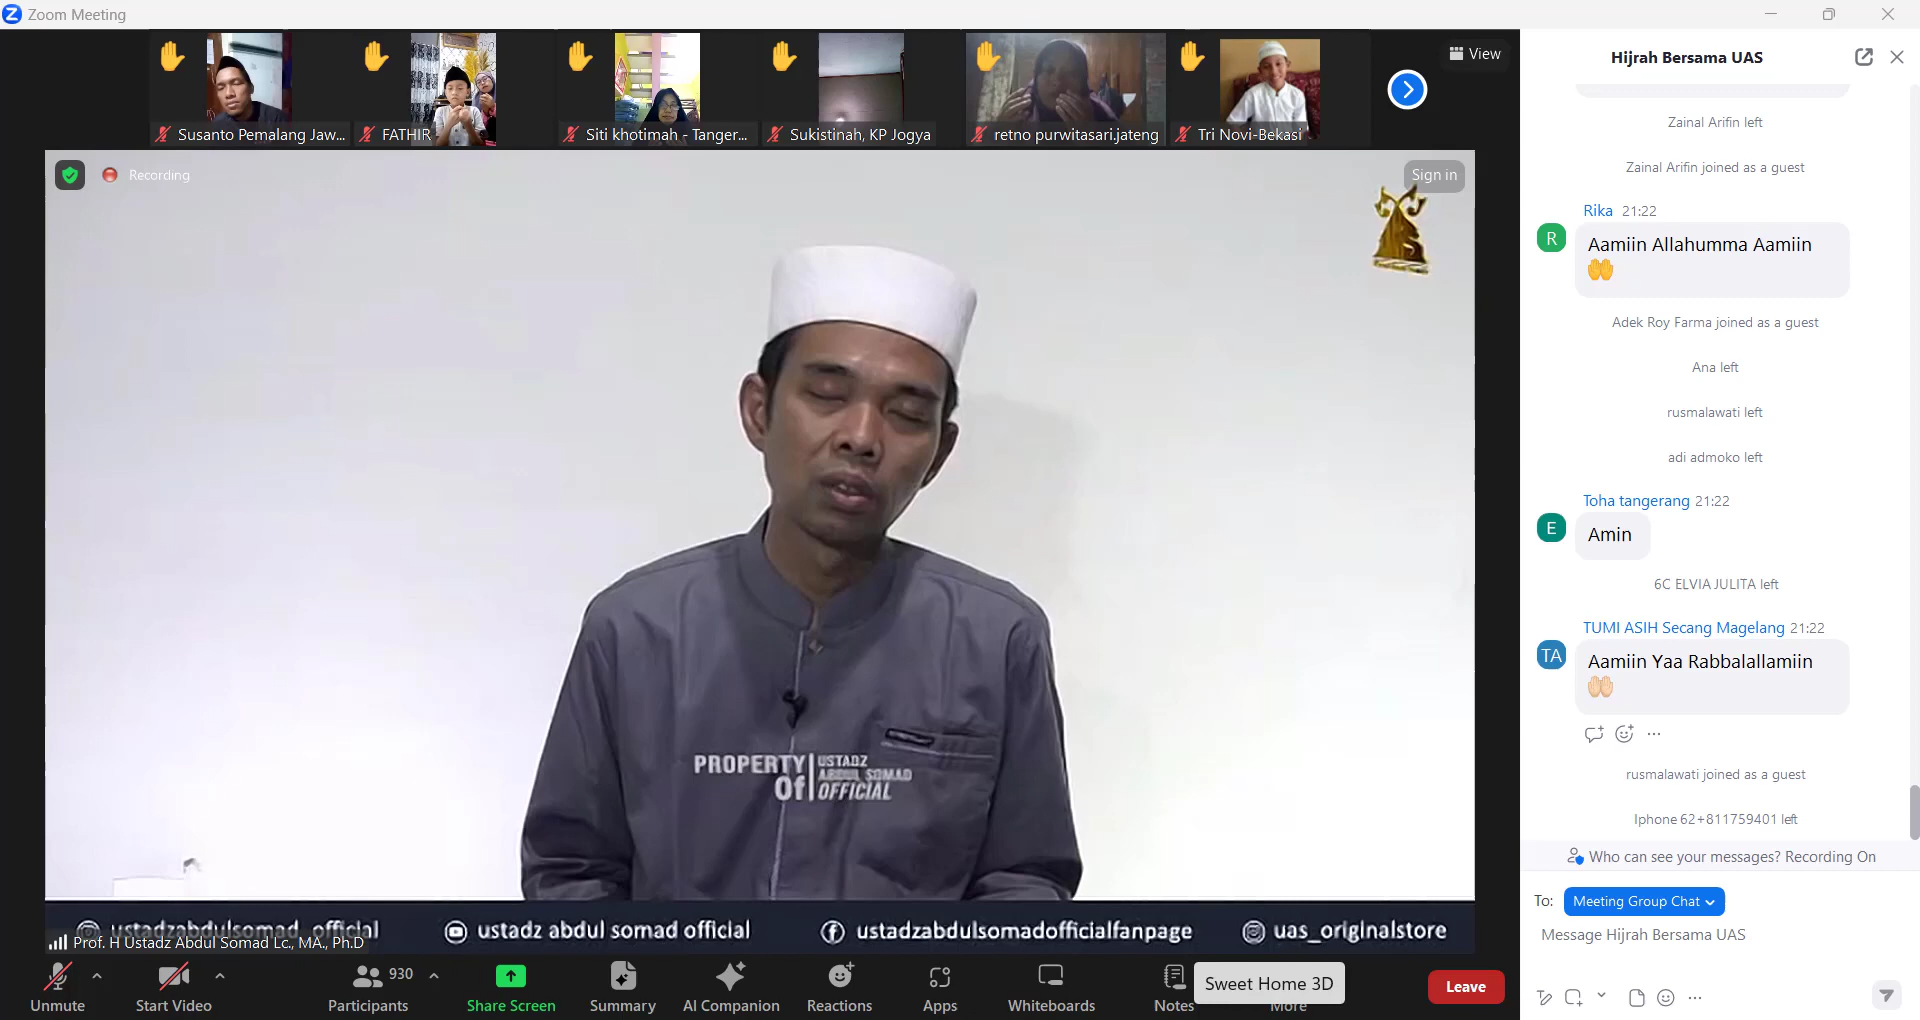 Zoom Meeting
View
Susanto Pemalang Jaw...
FATHIR
Siti khotimah - Tanger...
Sukistinah, KP Jogya
retno purwitasari.jateng
Tri Novi-Bekasi
Recording
Sign in
PROPERTY Of
USTADZ
ABDUL SOMAD
OFFICIAL
ustadzabdulsomad_official
ustadz abdul somad official
ustadzabdulsomadofficialfanpage
uas_originalstore
Prof. H Ustadz Abdul Somad Lc., MA., Ph.D
Unmute
Start Video
930
Participants
Share Screen
Summary
AI Companion
Reactions
Apps
Whiteboards
Notes
Sweet Home 3D
More
Leave
Hijrah Bersama UAS
Zainal Arifin left
Zainal Arifin joined as a guest
Rika 21:22
R
Aamiin Allahumma Aamiin
Adek Roy Farma joined as a guest
Ana left
rusmalawati left
adi admoko left
Toha tangerang 21:22
E
Amin
6C ELVIA JULITA left
TUMI ASIH Secang Magelang 21:22
TA
Aamiin Yaa Rabbalallamiin
rusmalawati joined as a guest
Iphone 62+811759401 left
Who can see your messages? Recording On
To: Meeting Group Chat
Message Hijrah Bersama UAS